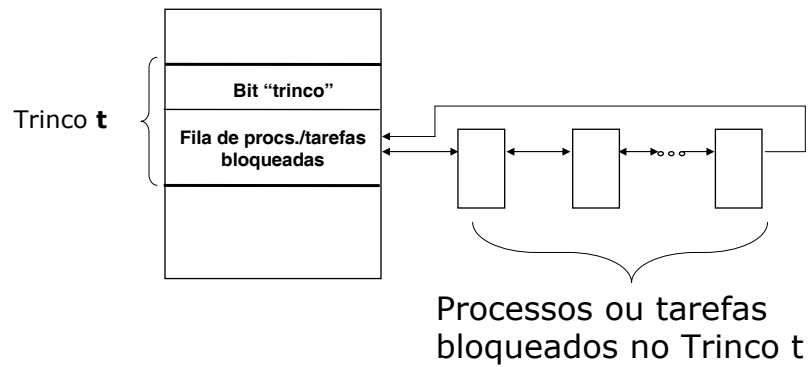 Bit “trinco”
Trinco t
Fila de procs./tarefas
bloqueadas
Processos ou tarefas
bloqueados no Trinco t